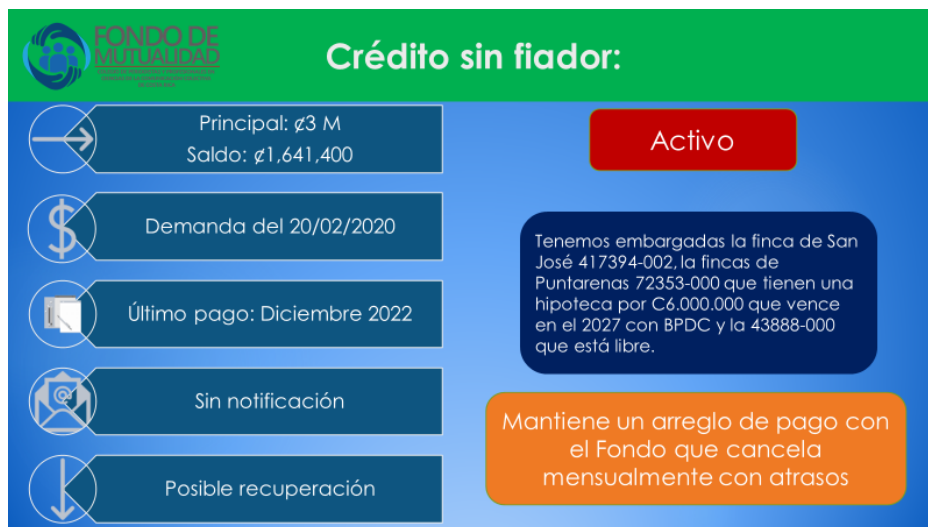 FONDO DE
MUTUALIDAD
Crédito sin fiador:
Principal: ₡3 M
Saldo: ₡1,641,400
Demanda del 20/02/2020
Último pago: Diciembre 2022
Sin notificación
Posible recuperación
Activo
Tenemos embargadas la finca de San
José 417394-002, la fincas de
Puntarenas 72353-000 que tienen una
hipoteca por C6.000.000 que vence
en el 2027 con BPDC y la 43888-000
que está libre.
Mantiene un arreglo de pago con
el Fondo que cancela
mensualmente con atrasos